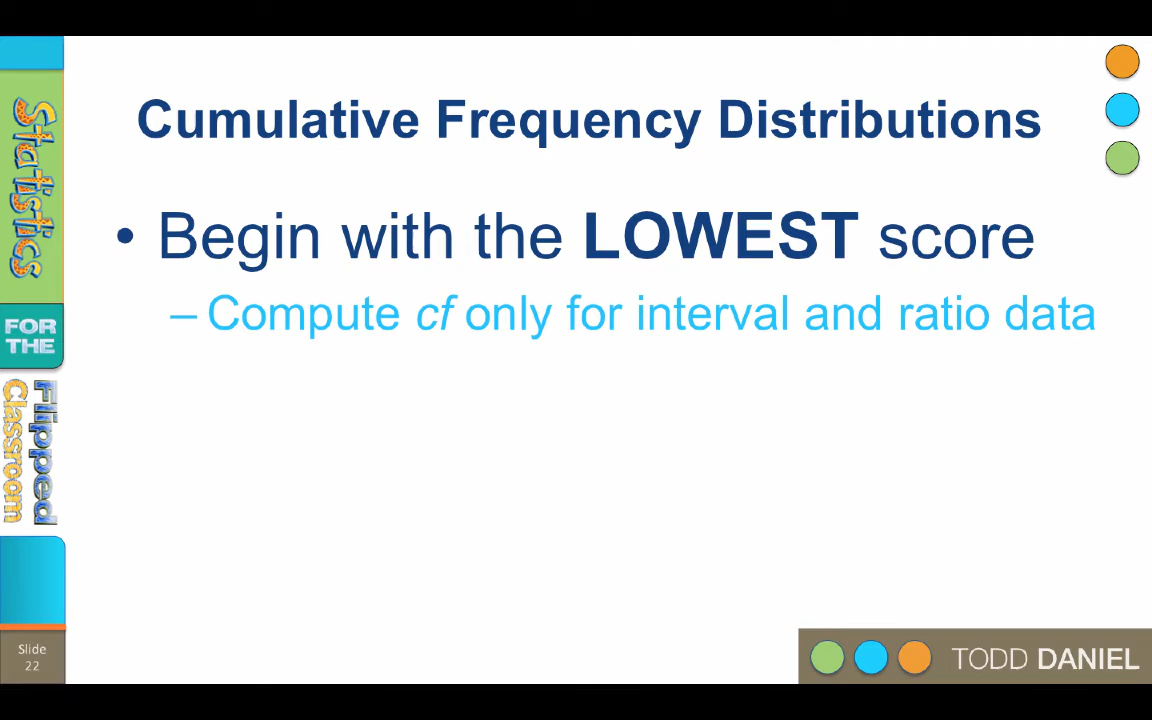 Statistics
FOR THE
Flipped
Classroom
Cumulative Frequency Distributions
• Begin with the LOWEST score
– Compute cf only for interval and ratio data
Slide
22
TODD DANIEL